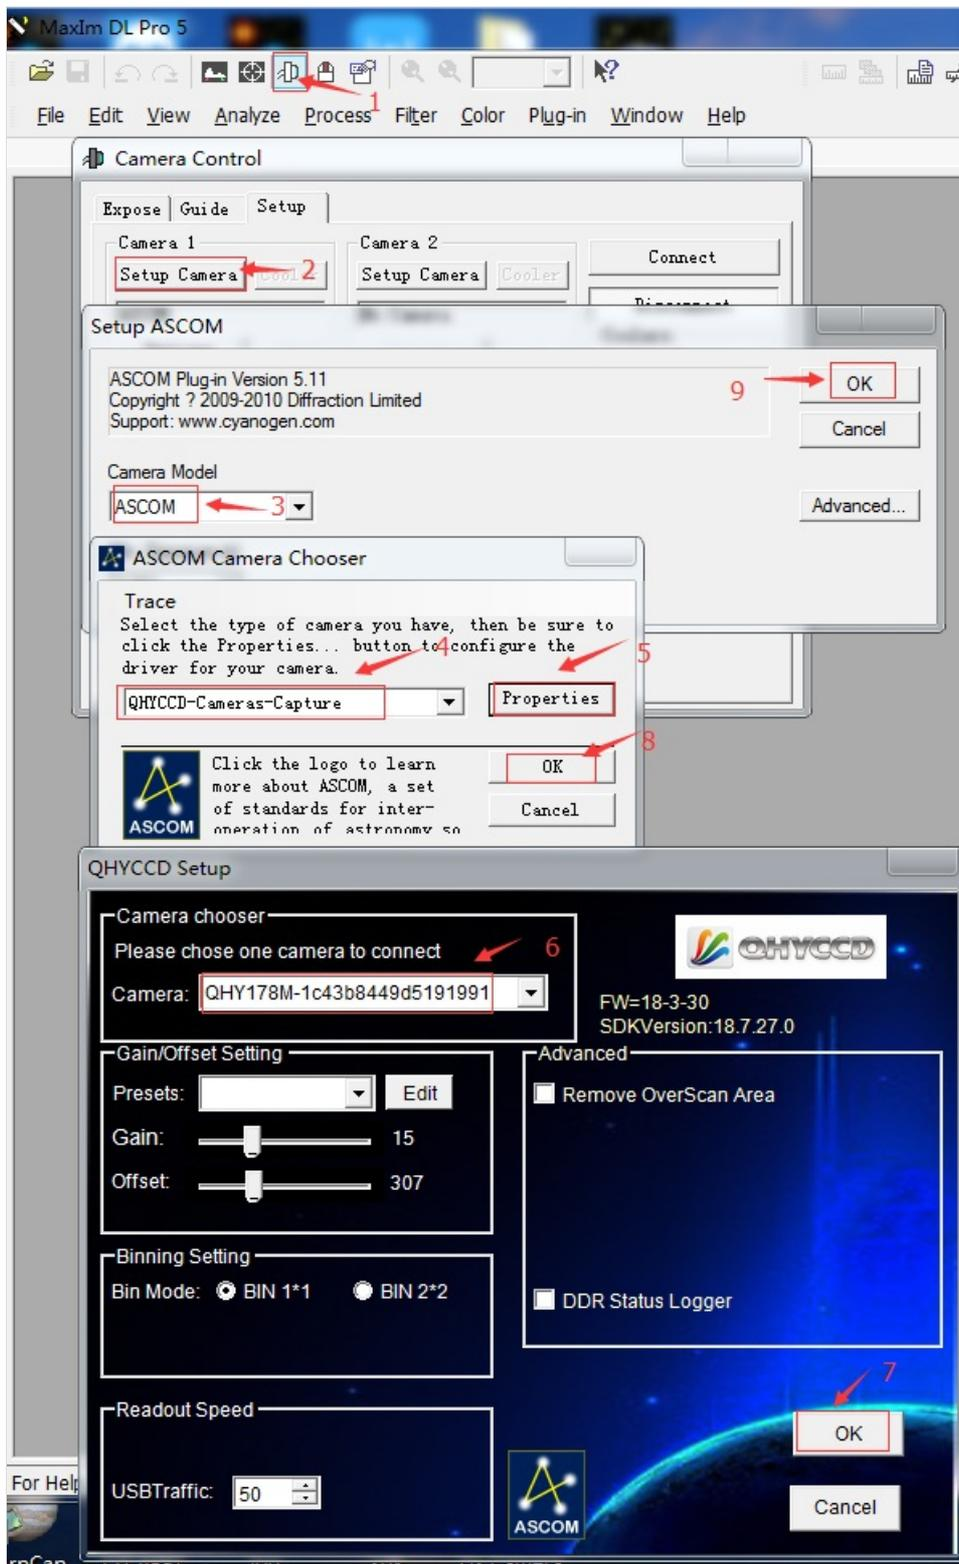 MaxIm DL Pro 5
1
File Edit View Analyze Process Filter Color Plug-in Window Help
Camera Control
Expose Guide Setup
Camera 1
Camera 2
Setup Camera
2
Setup Camera Cooler
Connect
Disconnect
Setup ASCOM
ASCOM Plug-in Version 5.11
Copyright ? 2009-2010 Diffraction Limited
Support: www.cyanogen.com
9
OK
Cancel
Camera Model
ASCOM
3
Advanced...
ASCOM Camera Chooser
Trace
Select the type of camera you have, then be sure to
click the Properties... button to configure the
driver for your camera.
4
5
QHYCCD-Cameras-Capture
Properties
8
Click the logo to learn
more about ASCOM, a set
of standards for inter-
operation of astronomy so
ASCOM
OK
Cancel
QHYCCD Setup
Camera chooser
Please chose one camera to connect
6
Camera: QHY178M-1c43b8449d5191991
QHYCCD
FW=18-3-30
SDKVersion:18.7.27.0
Gain/Offset Setting
Presets: Edit
Gain: 15
Offset: 307
Advanced
Remove OverScan Area
DDR Status Logger
Binning Setting
Bin Mode: BIN 1*1 BIN 2*2
7
Readout Speed
USBTraffic: 50
ASCOM
OK
Cancel
For Help